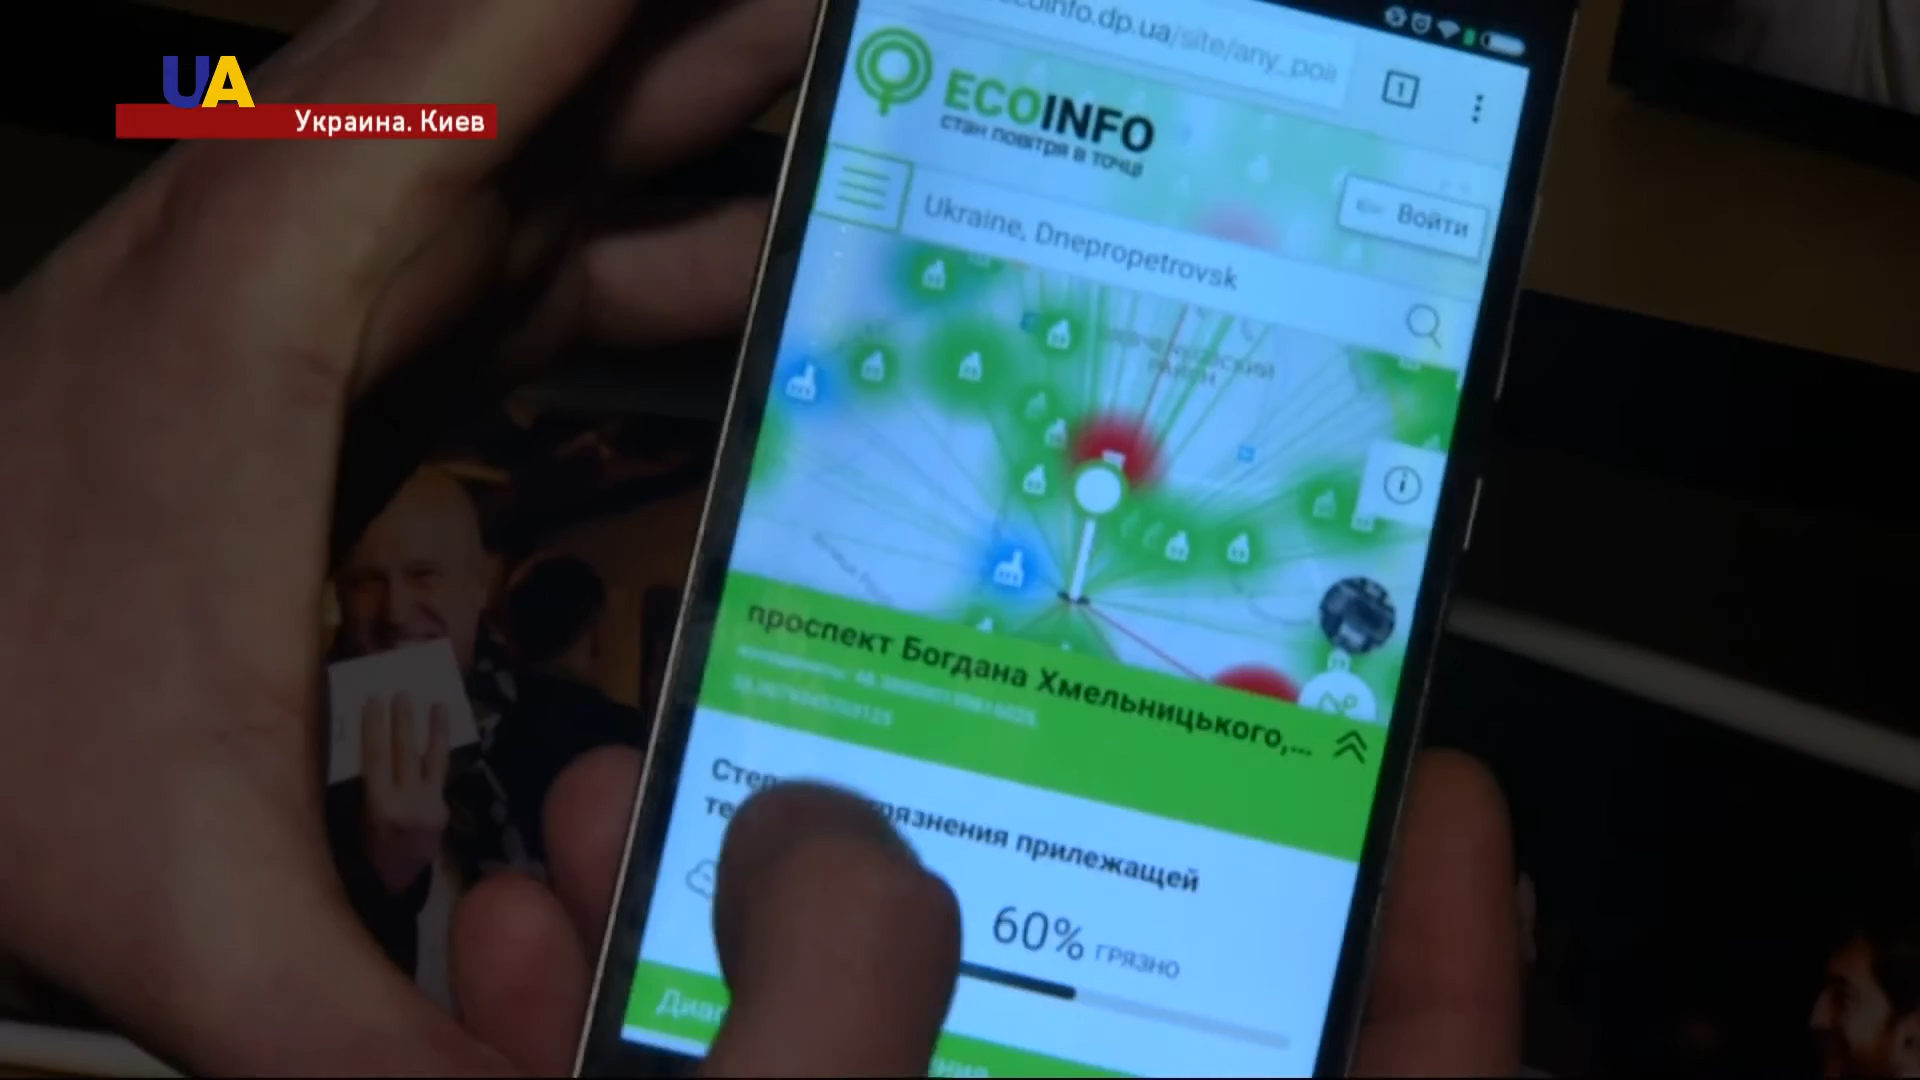 UA
Украина. Киев
ecoinfo.dp.ua/site/any_poi
1
ECOINFO
стан повітря в точці
Войти
Ukraine, Dnepropetrovsk
проспект Богдана Хмельницького,...
прилежащей
60% ГРЯЗНО